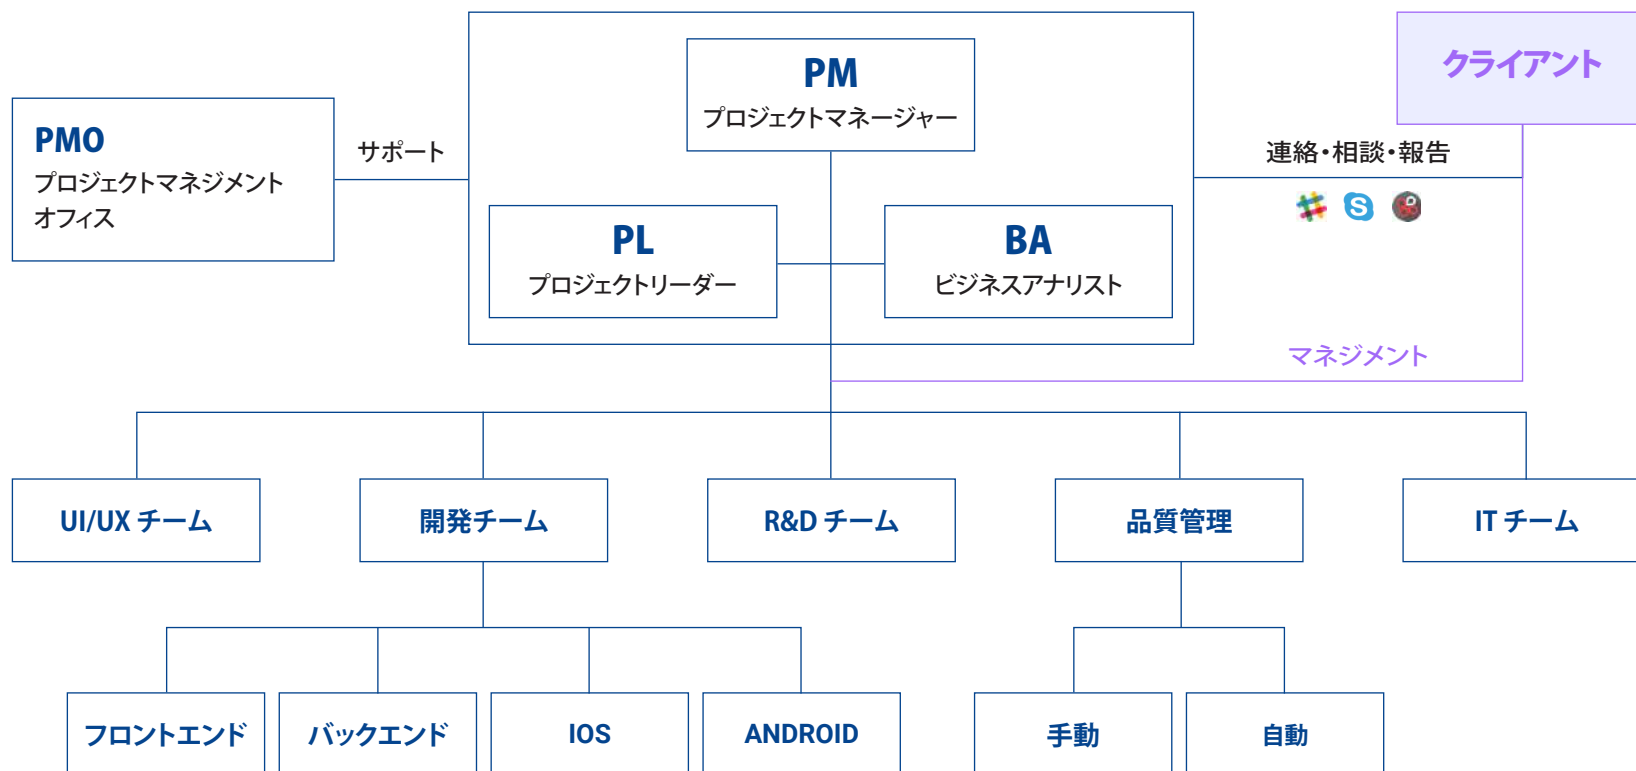 PM
プロジェクトマネージャー
クライアント
PMO
プロジェクトマネジメント
オフィス
サポート
連絡・相談・報告
PL
プロジェクトリーダー
BA
ビジネスアナリスト
マネジメント
UI/UX チーム
開発チーム
R&D チーム
品質管理
IT チーム
フロントエンド
バックエンド
IOS
ANDROID
手動
自動